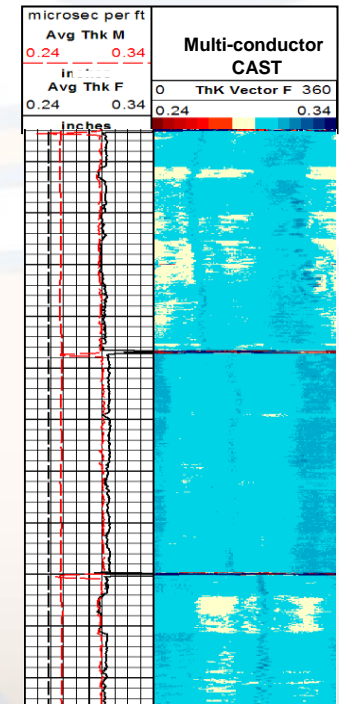 microsec per ft
Avg Thk M
0.24 0.34
Avg Thk F
0.24 0.34
inches
Multi-conductor
CAST
0 ThK Vector F 360
0.24 0.34